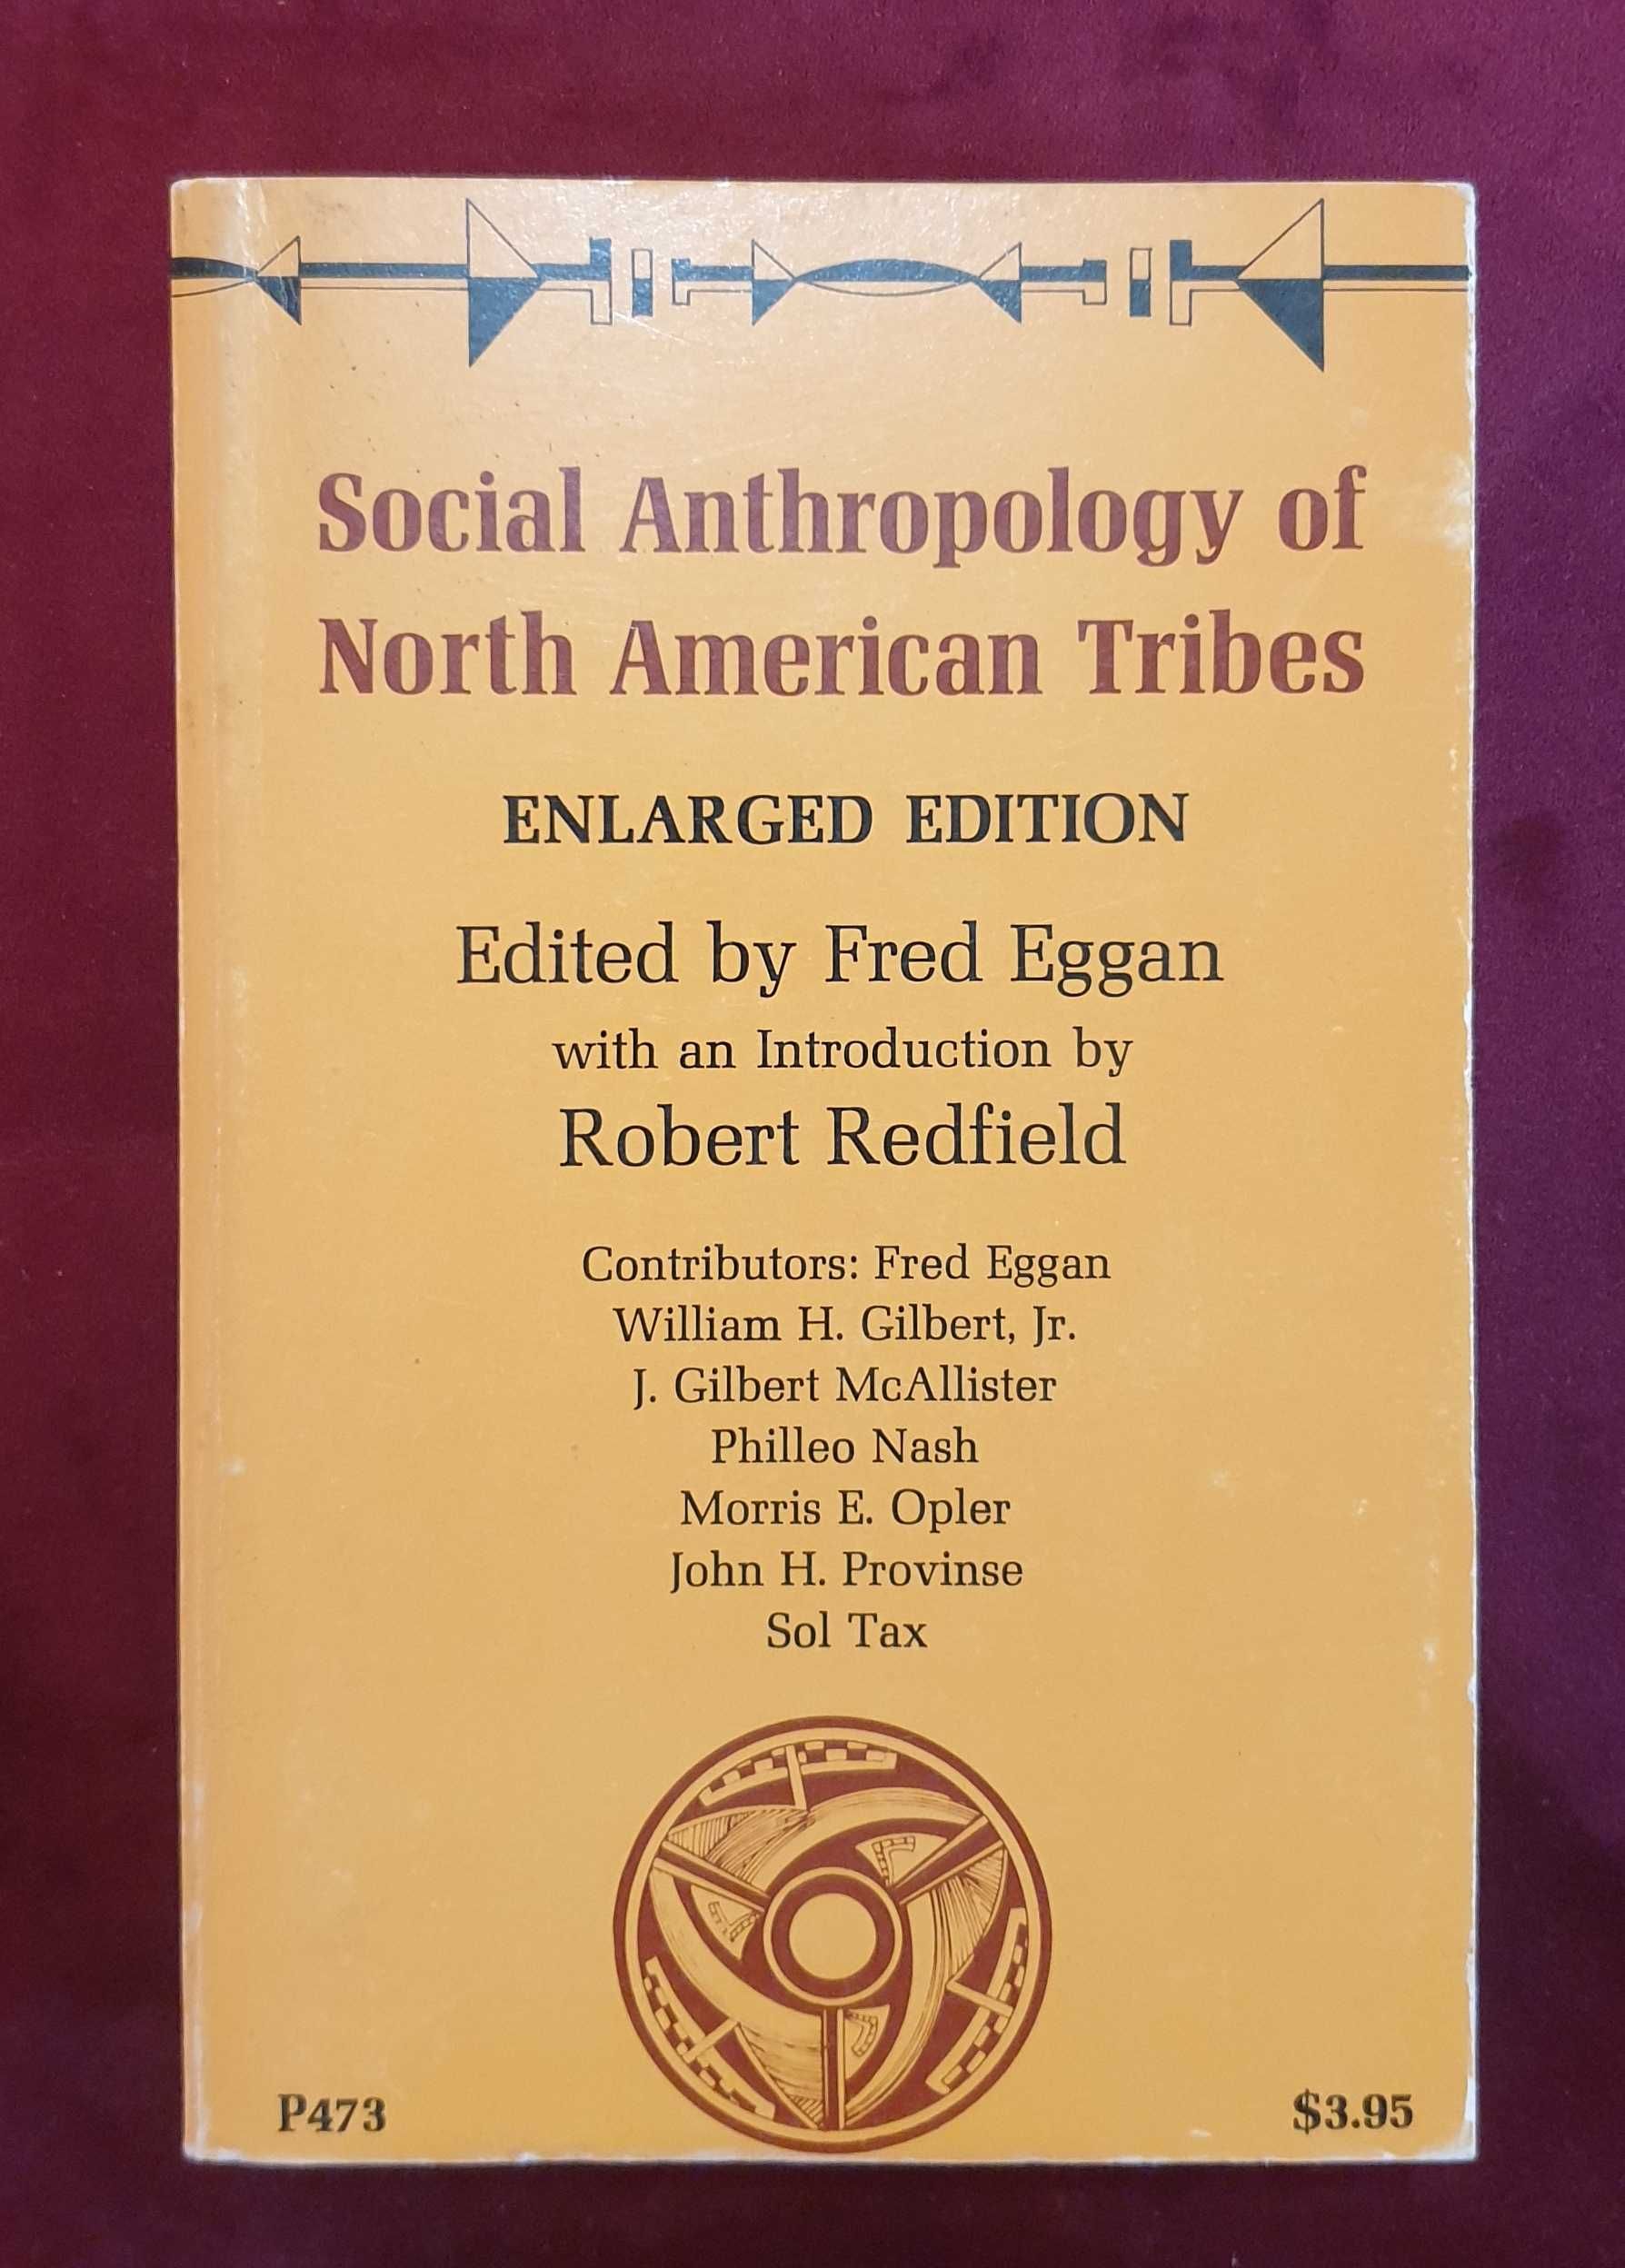 Social Anthropology of
North American Tribes
ENLARGED EDITION
Edited by Fred Eggan
with an Introduction by
Robert Redfield
Contributors: Fred Eggan
William H. Gilbert, Jr.
J. Gilbert McAllister
Philleo Nash
Morris E. Opler
John H. Provinse
Sol Tax
P473
$3.95